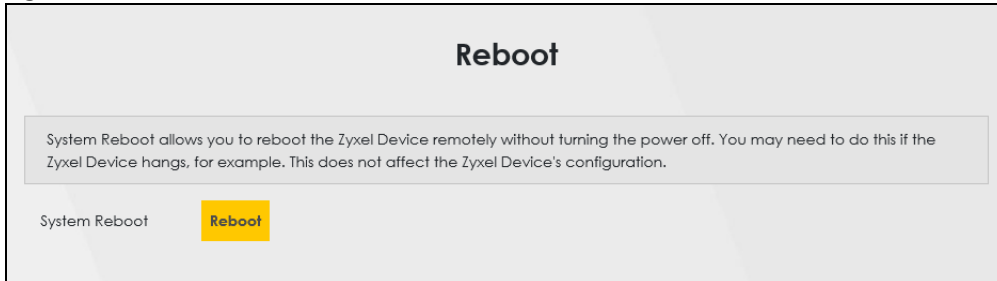 Reboot
System Reboot allows you to reboot the Zyxel Device remotely without turning the power off. You may need to do this if the
Zyxel Device hangs, for example. This does not affect the Zyxel Device's configuration.
System Reboot Reboot